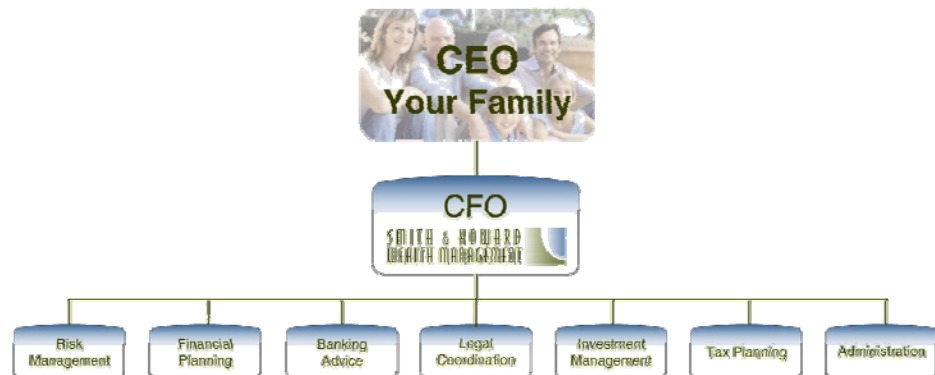 CEO
Your Family
CFO
SMITH & HOWARD
WEALTH MANAGEMENT
Risk
Management
Financial
Planning
Banking
Advice
Legal
Coordination
Investment
Management
Tax Planning
Administration